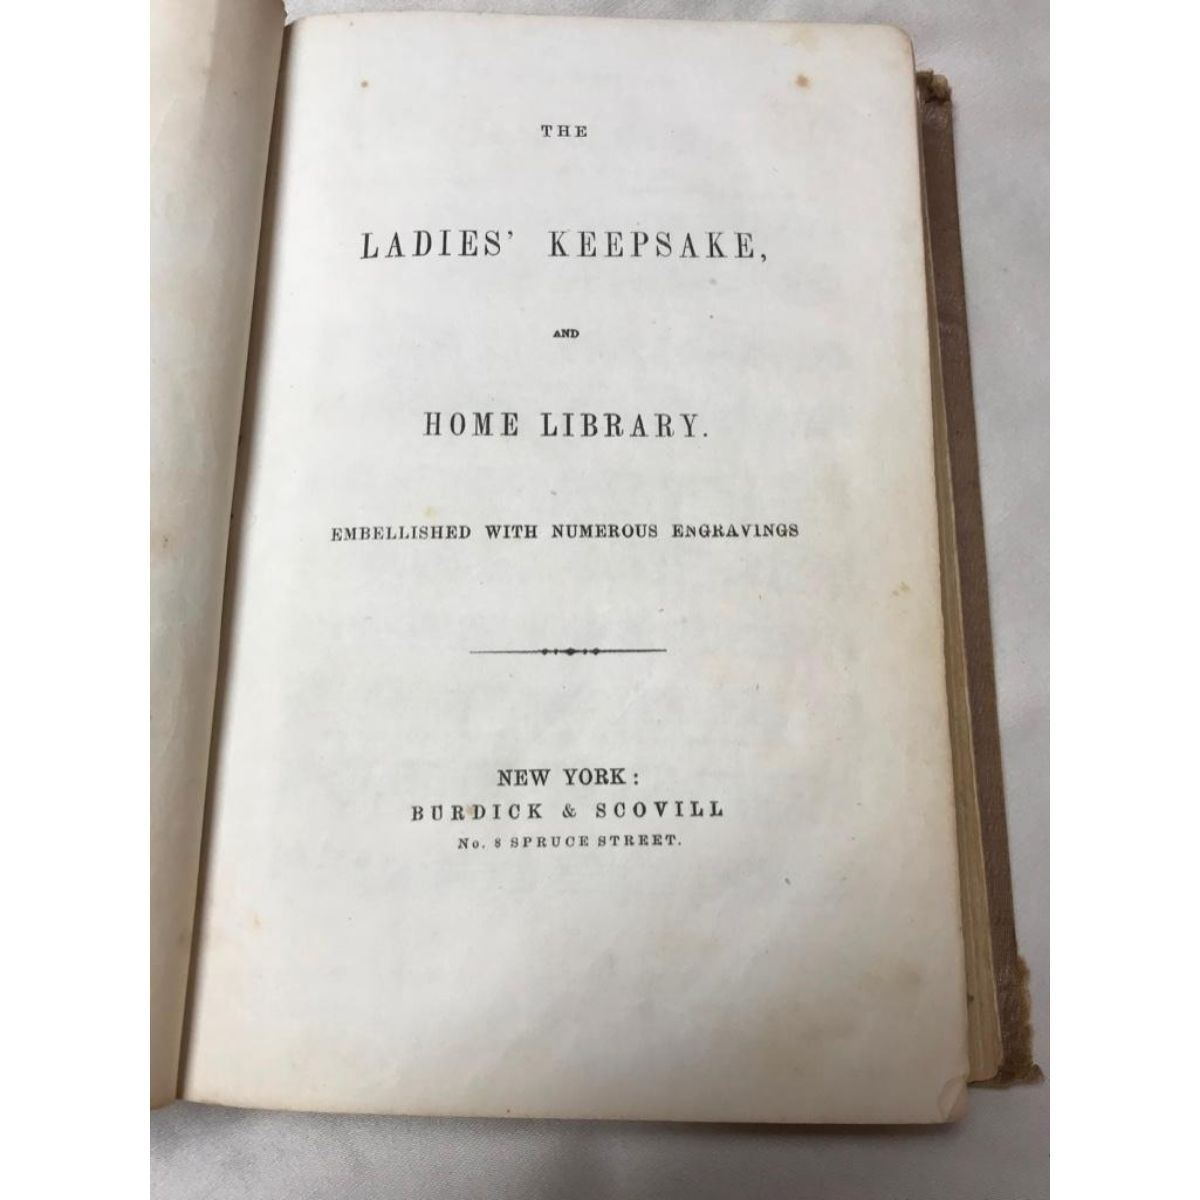 THE
LADIES' KEEPSAKE,
AND
HOME LIBRARY.
EMBELLISHED WITH NUMEROUS ENGRAVINGS
NEW YORK:
BURDICK & SCOVILL
No. 8 SPRUCE STREET.